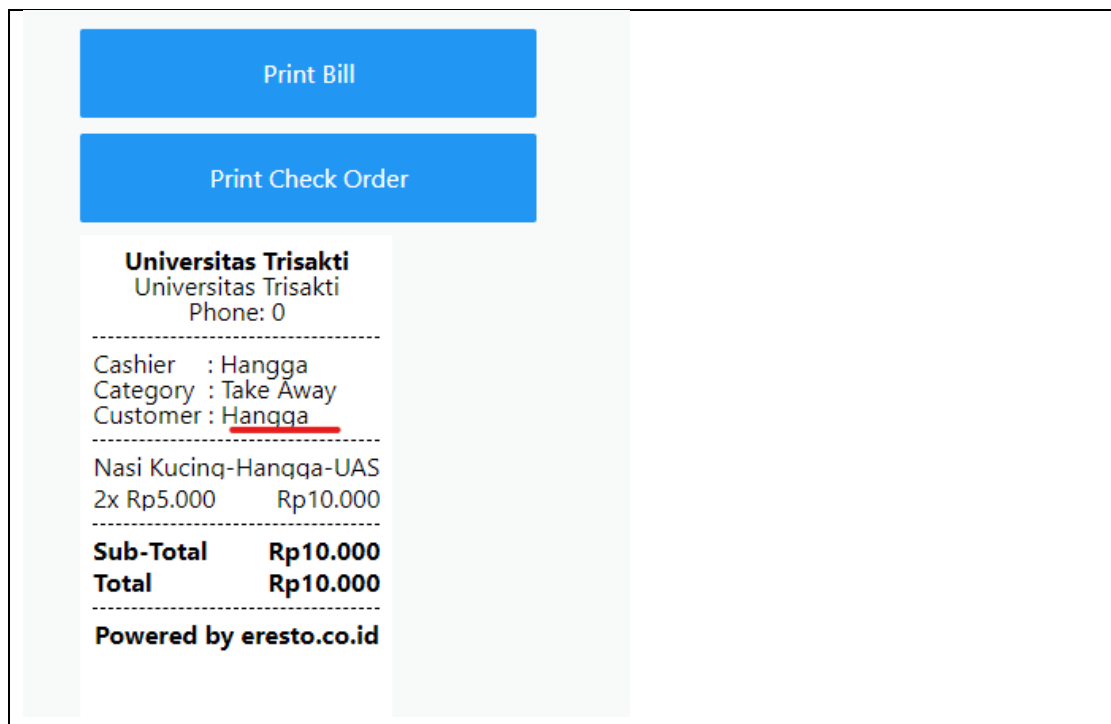 Print Bill
Print Check Order
Universitas Trisakti
Universitas Trisakti
Phone: 0
---------------------------------------
Cashier : Hangga
Category : Take Away
Customer : Hangga
---------------------------------------
Nasi Kucing-Hangga-UAS
2x Rp5.000 Rp10.000
---------------------------------------
Sub-Total Rp10.000
Total Rp10.000
---------------------------------------
Powered by eresto.co.id